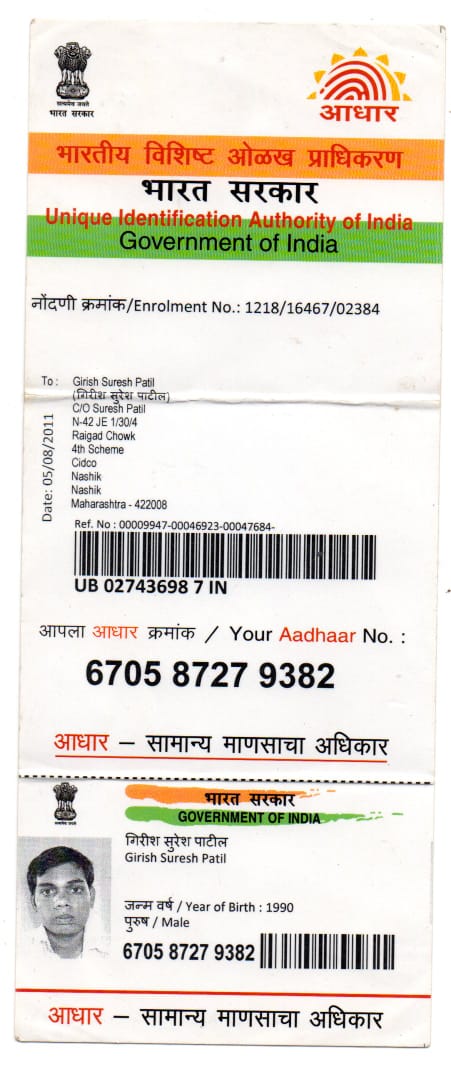 सत्यमेव जयते
भारत सरकार
आधार
भारतीय विशिष्ट ओळख प्राधिकरण
भारत सरकार
Unique Identification Authority of India
Government of India
नोंदणी क्रमांक/Enrolment No.: 1218/16467/02384
To :
Girish Suresh Patil
(गिरीश सुरेश पाटील)
C/O Suresh Patil
N-42 JE 1/30/4
Raigad Chowk
4th Scheme
Cidco
Nashik
Nashik
Maharashtra - 422008
Date: 05/08/2011
Ref. No : 00009947-00046923-00047684-
UB 02743698 7 IN
आपला आधार क्रमांक / Your Aadhaar No. :
6705 8727 9382
आधार – सामान्य माणसाचा अधिकार
भारत सरकार
GOVERNMENT OF INDIA
गिरीश सुरेश पाटील
Girish Suresh Patil
जन्म वर्ष / Year of Birth : 1990
पुरुष / Male
6705 8727 9382
आधार – सामान्य माणसाचा अधिकार